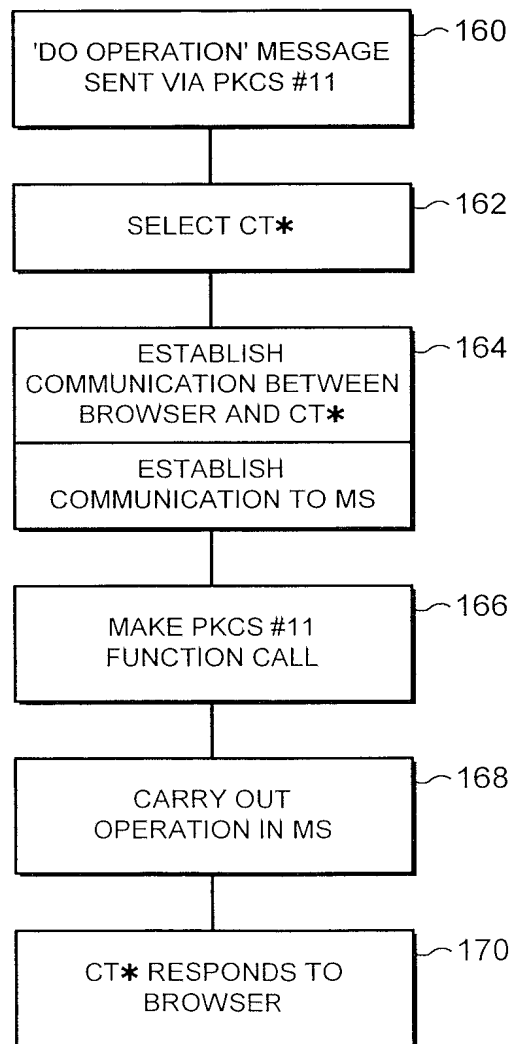 'DO OPERATION' MESSAGE
SENT VIA PKCS #11
160
SELECT CT*
162
ESTABLISH
COMMUNICATION BETWEEN
BROWSER AND CT*
164
ESTABLISH
COMMUNICATION TO MS
MAKE PKCS #11
FUNCTION CALL
166
CARRY OUT
OPERATION IN MS
168
CT* RESPONDS TO
BROWSER
170